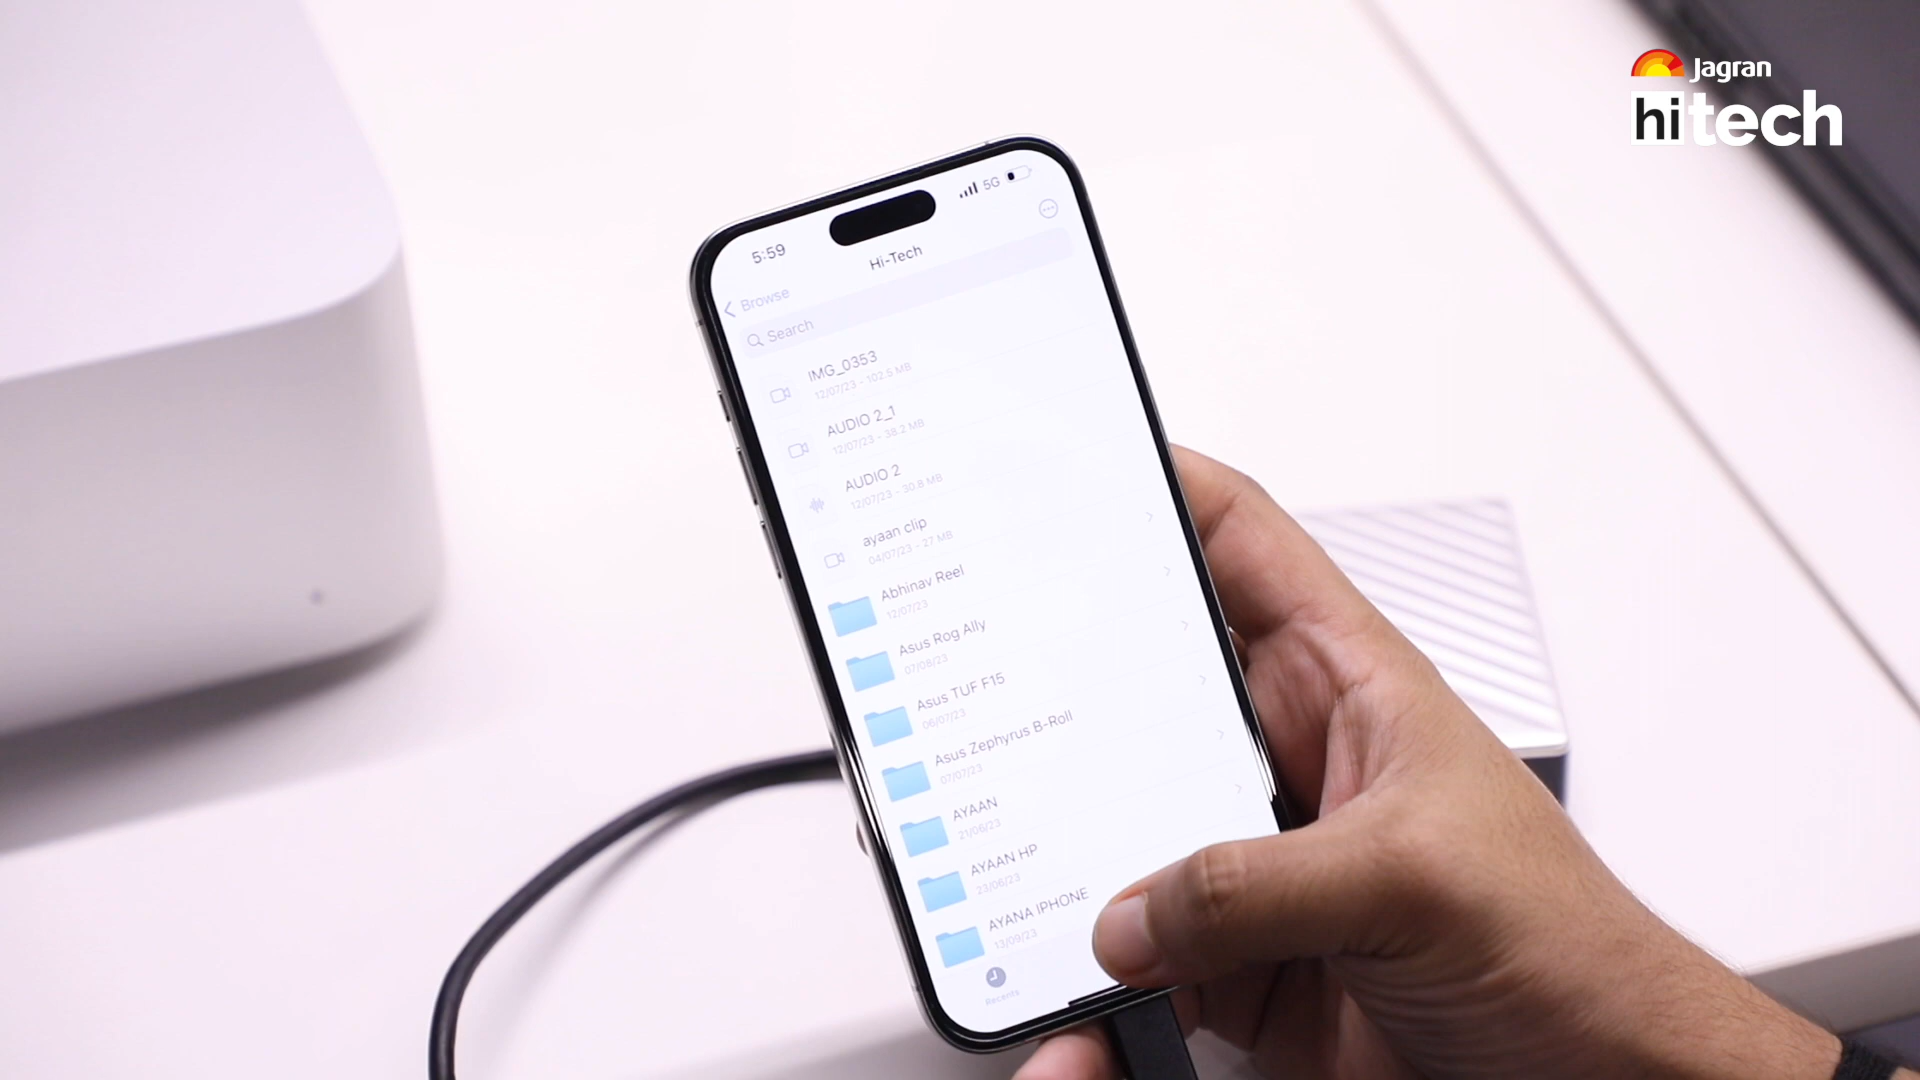 Jagran
hitech
5:59
5G
Hi-Tech
Browse
Search
IMG_0353
12/07/23 - 102.5 MB
AUDIO 2_1
12/07/23 - 38.2 MB
AUDIO 2
12/07/23 - 30.8 MB
ayaan clip
04/07/23 - 27 MB
Abhinav Reel
12/07/23
Asus Rog Ally
07/08/23
Asus TUF F15
06/07/23
Asus Zephyrus B-Roll
07/07/23
AYAAN
21/06/23
AYAAN HP
23/06/23
AYANA IPHONE
13/09/23
Recents